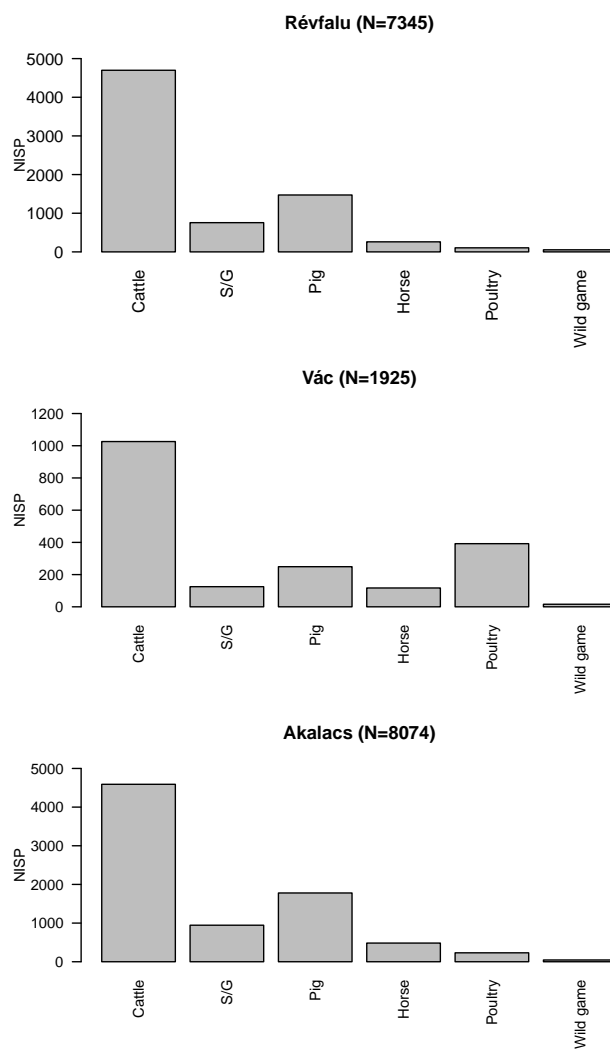 Révfalu (N=7345)
5000
4000
3000
2000
1000
0
NISP
Cattle
S/G
Pig
Horse
Poultry
Wild game
Vác (N=1925)
1200
1000
800
600
400
200
0
NISP
Cattle
S/G
Pig
Horse
Poultry
Wild game
Akalacs (N=8074)
5000
4000
3000
2000
1000
0
NISP
Cattle
S/G
Pig
Horse
Poultry
Wild game